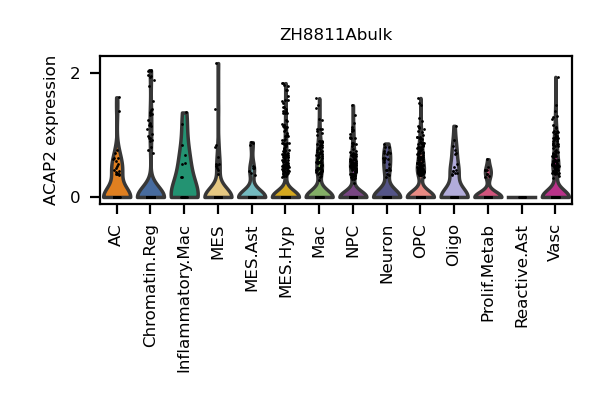 ZH8811Abulk
ACAP2 expression
2
0
AC
Chromatin.Reg
Inflammatory.Mac
MES
MES.Ast
MES.Hyp
Mac
NPC
Neuron
OPC
Oligo
Prolif.Metab
Reactive.Ast
Vasc